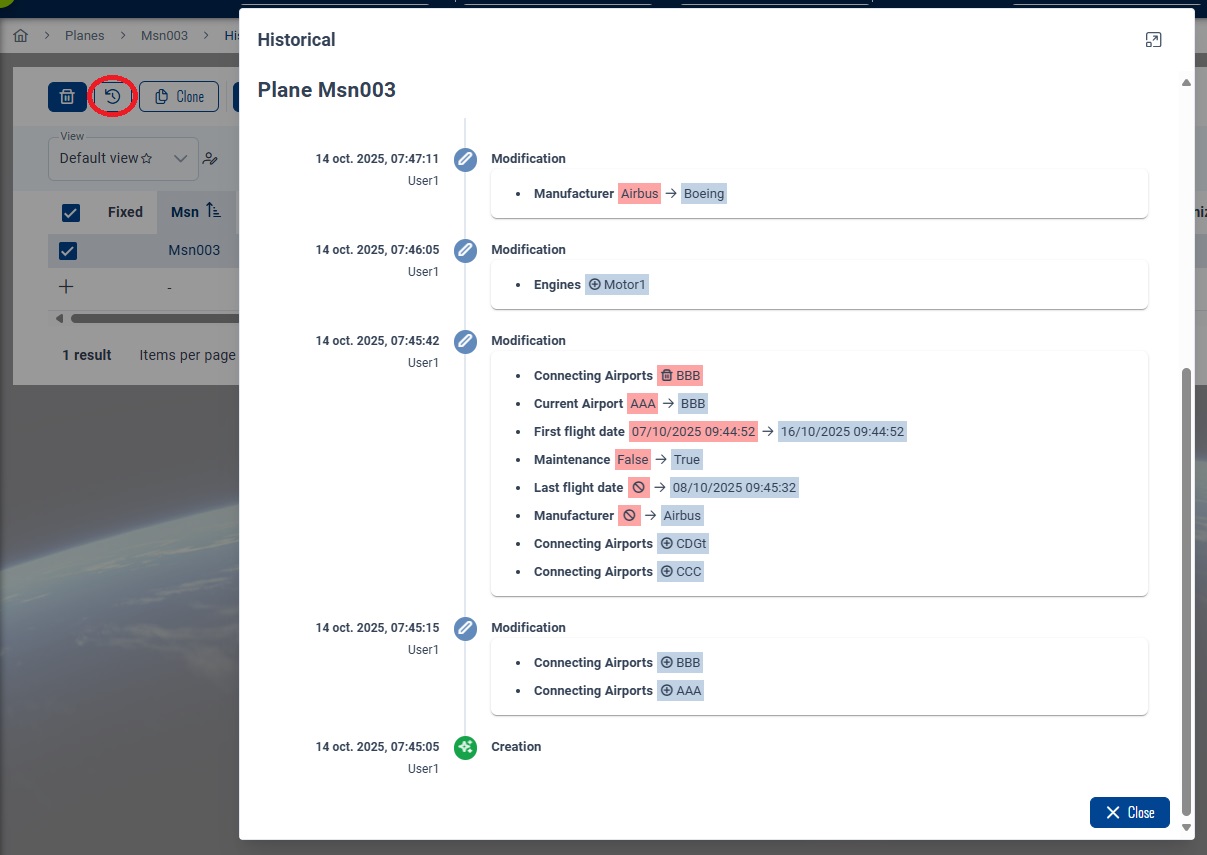 Historical
Planes
Msn003
Plane Msn003
Clone
View
Default view
Fixed
Msn
Msn003
-
1 result
Items per page
14 oct. 2025, 07:47:11
User1
Modification
Manufacturer Airbus → Boeing
14 oct. 2025, 07:46:05
User1
Modification
Engines Motor1
14 oct. 2025, 07:45:42
User1
Modification
Connecting Airports BBB
Current Airport AAA → BBB
First flight date 07/10/2025 09:44:52 → 16/10/2025 09:44:52
Maintenance False → True
Last flight date → 08/10/2025 09:45:32
Manufacturer → Airbus
Connecting Airports CDGt
Connecting Airports CCC
14 oct. 2025, 07:45:15
User1
Modification
Connecting Airports BBB
Connecting Airports AAA
14 oct. 2025, 07:45:05
User1
Creation
Close